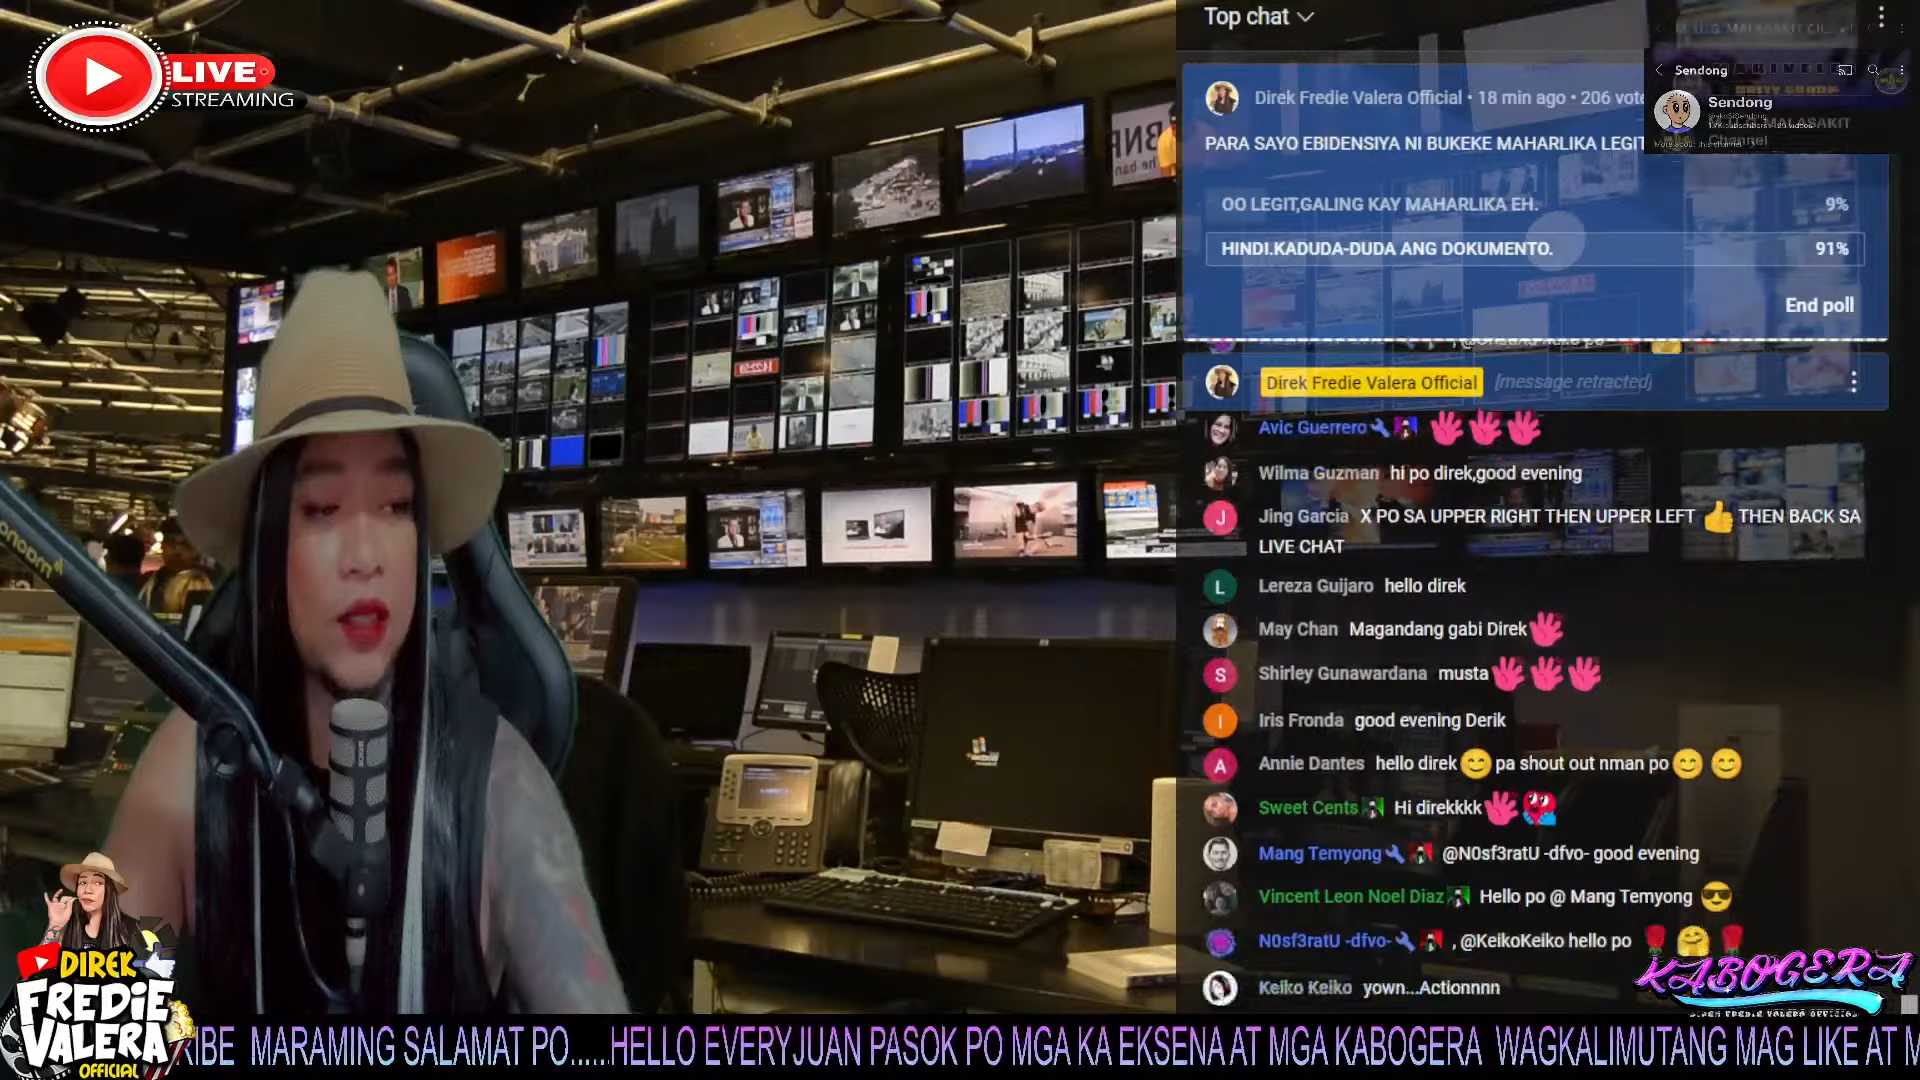 LIVE
STREAMING
Top chat
Sendong
Sendong
MALASAKIT
Channel
Direk Fredie Valera Official • 18 min ago • 206 vote
PARA SAYO EBIDENSIYA NI BUKEKE MAHARLIKA LEGIT
OO LEGIT,GALING KAY MAHARLIKA EH. 9%
HINDI.KADUDA-DUDA ANG DOKUMENTO. 91%
End poll
Direk Fredie Valera Official [message retracted]
Avic Guerrero
Wilma Guzman hi po direk,good evening
J Jing Garcia X PO SA UPPER RIGHT THEN UPPER LEFT THEN BACK SA
LIVE CHAT
L Lereza Guijaro hello direk
May Chan Magandang gabi Direk
S Shirley Gunawardana musta
I Iris Fronda good evening Derik
A Annie Dantes hello direk pa shout out nman po
Sweet Cents Hi direkkkk
Mang Temyong @N0sf3ratU -dfvo- good evening
Vincent Leon Noel Diaz Hello po @ Mang Temyong
N0sf3ratU -dfvo- , @KeikoKeiko hello po
Keiko Keiko yown...Actionnnn
KABOGERA
DIREK FREDIE VALERA OFFICIAL
DIREK
FREDiE
VALERA
OFFICIAL
RIBE MARAMING SALAMAT PO.....HELLO EVERYJUAN PASOK PO MGA KA EKSENA AT MGA KABOGERA WAGKALIMUTANG MAG LIKE AT M